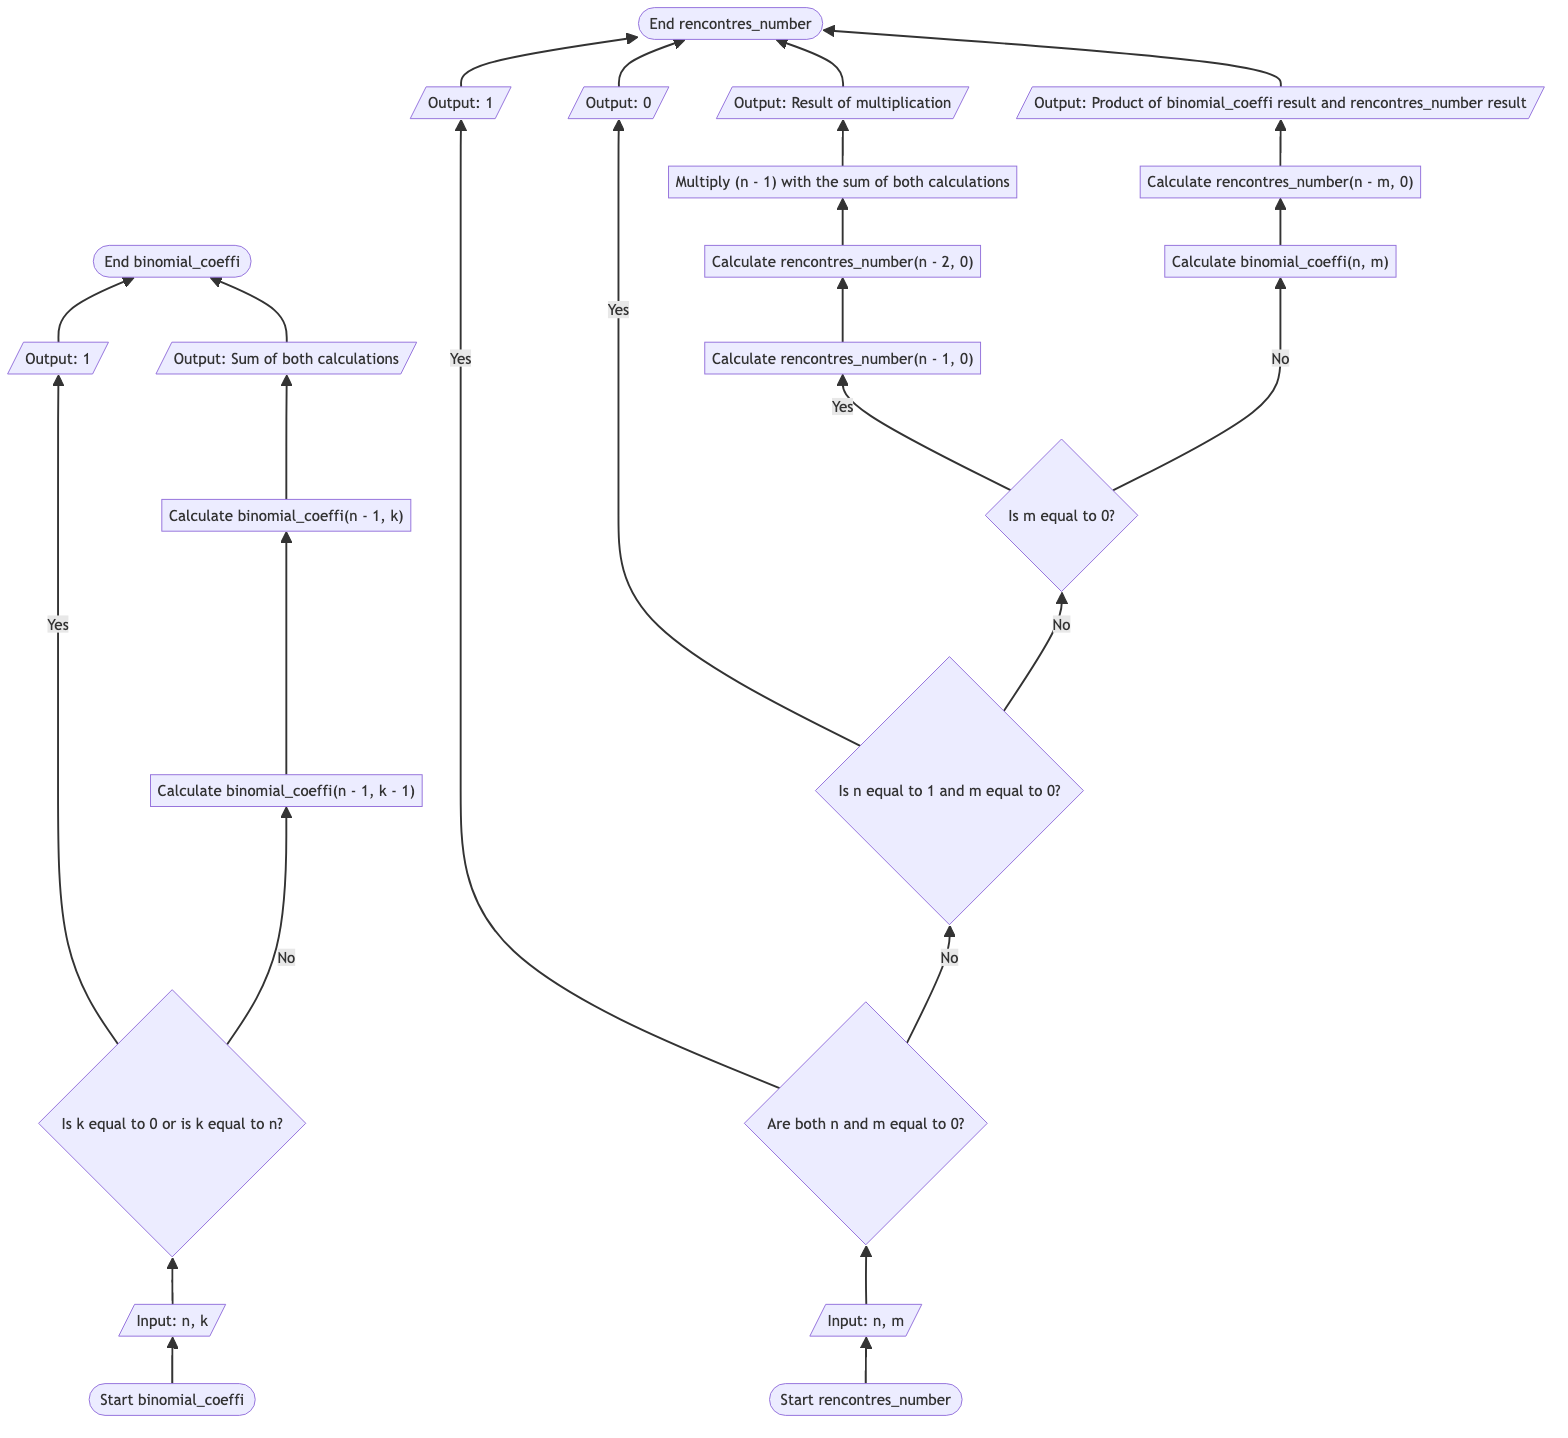 End rencontres_number
Output: 1
Output: 0
Output: Result of multiplication
Output: Product of binomial_coeffi result and rencontres_number result
Multiply (n - 1) with the sum of both calculations
Calculate rencontres_number(n - m, 0)
End binomial_coeffi
Calculate rencontres_number(n - 2, 0)
Calculate binomial_coeffi(n, m)
Yes
Output: 1
Output: Sum of both calculations
Yes
Calculate rencontres_number(n - 1, 0)
No
Yes
Calculate binomial_coeffi(n - 1, k)
Is m equal to 0?
Yes
No
Calculate binomial_coeffi(n - 1, k - 1)
Is n equal to 1 and m equal to 0?
No
No
Is k equal to 0 or is k equal to n?
Are both n and m equal to 0?
Input: n, k
Input: n, m
Start binomial_coeffi
Start rencontres_number